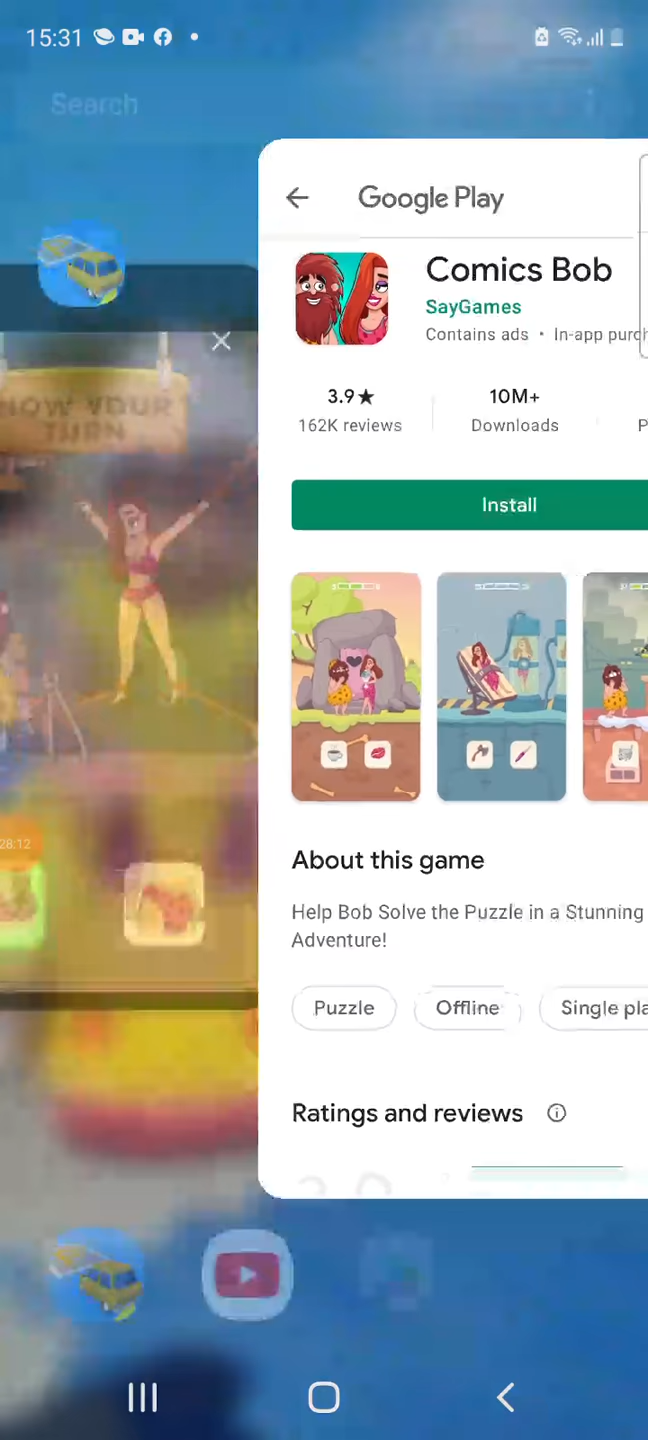 15:31
Search
Google Play
Comics Bob
SayGames
Contains ads • In-app purch
3.9★
10M+
162K reviews
Downloads
P
Install
YOUR
TURN
28:12
About this game
Help Bob Solve the Puzzle in a Stunning
Adventure!
Puzzle
Offline
Single pla
Ratings and reviews